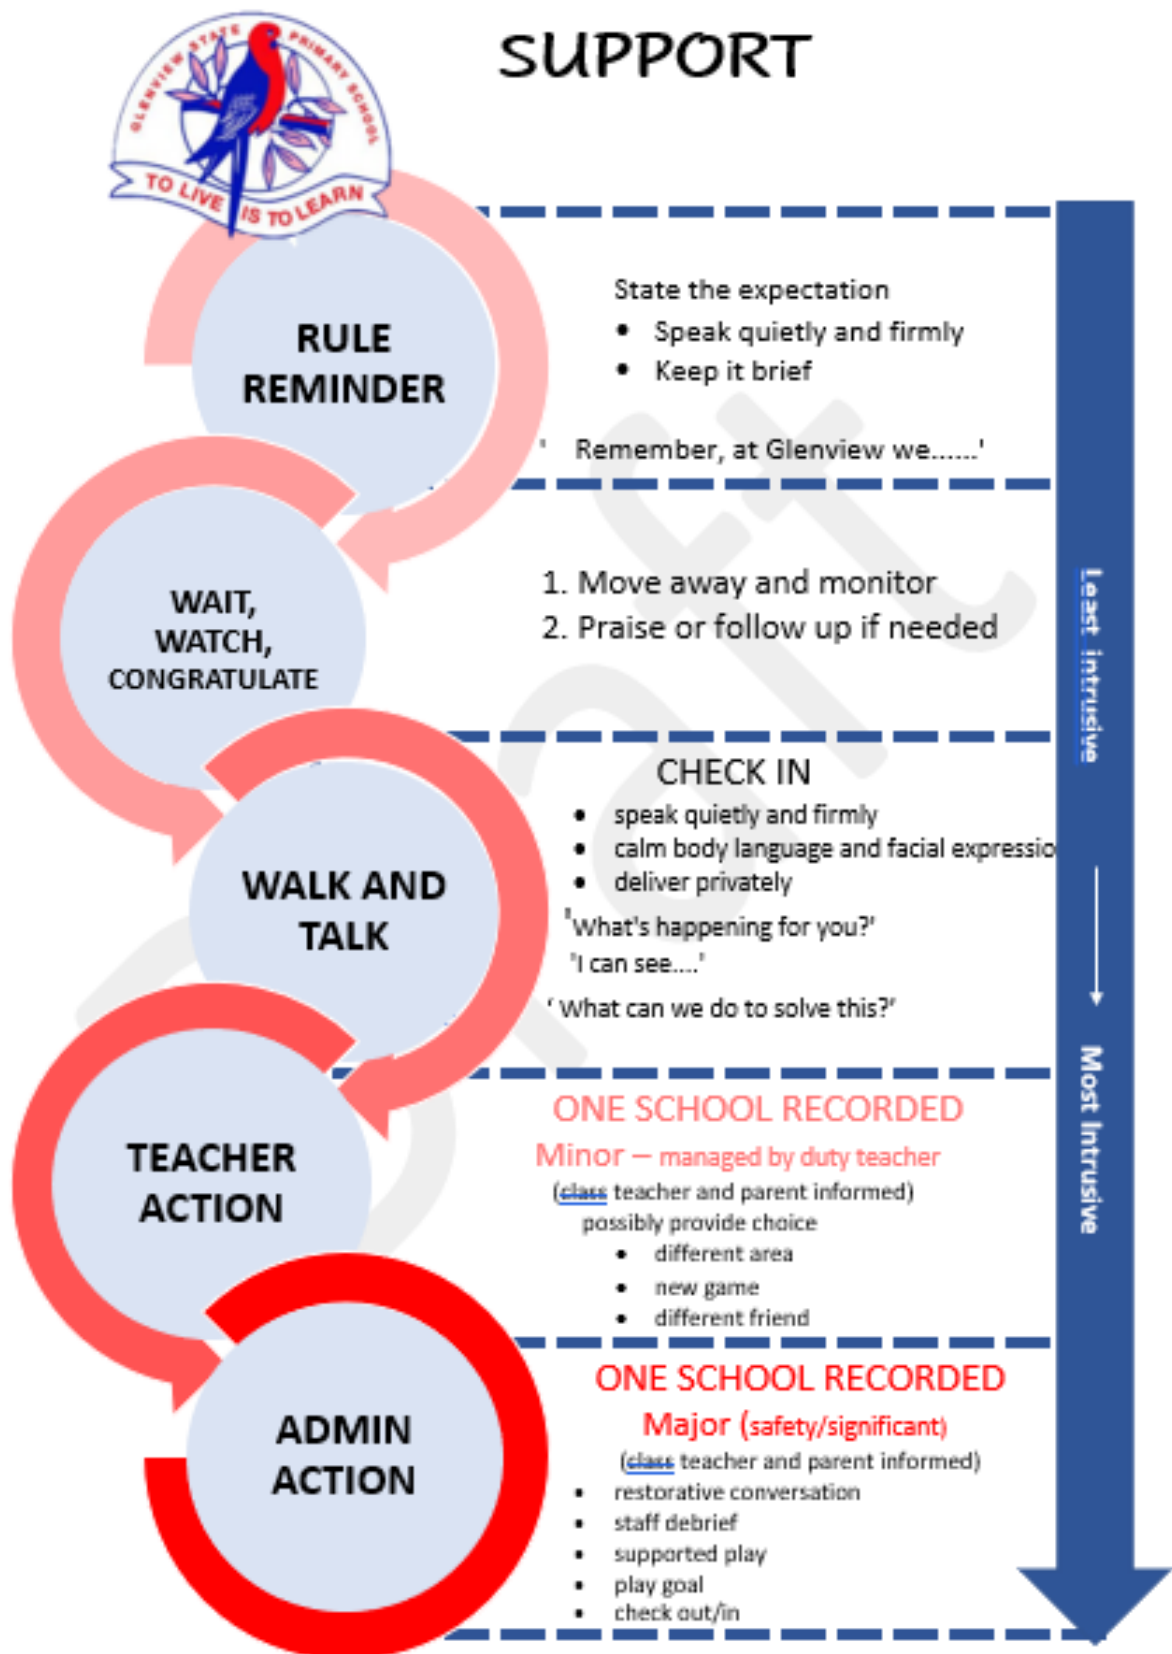 SUPPORT
GLENVIEW STATE PRIMARY SCHOOL
TO LIVE IS TO LEARN
RULE
REMINDER
State the expectation
• Speak quietly and firmly
• Keep it brief
' Remember, at Glenview we......'
WAIT,
WATCH,
CONGRATULATE
1. Move away and monitor
2. Praise or follow up if needed
WALK AND
TALK
CHECK IN
• speak quietly and firmly
• calm body language and facial expressio
• deliver privately
'What's happening for you?'
'I can see....'
‘ What can we do to solve this?’
TEACHER
ACTION
ONE SCHOOL RECORDED
Minor – managed by duty teacher
(class teacher and parent informed)
possibly provide choice
• different area
• new game
• different friend
ADMIN
ACTION
ONE SCHOOL RECORDED
Major (safety/significant)
(class teacher and parent informed)
• restorative conversation
• staff debrief
• supported play
• play goal
• check out/in
Least intrusive
Most Intrusive
Draft